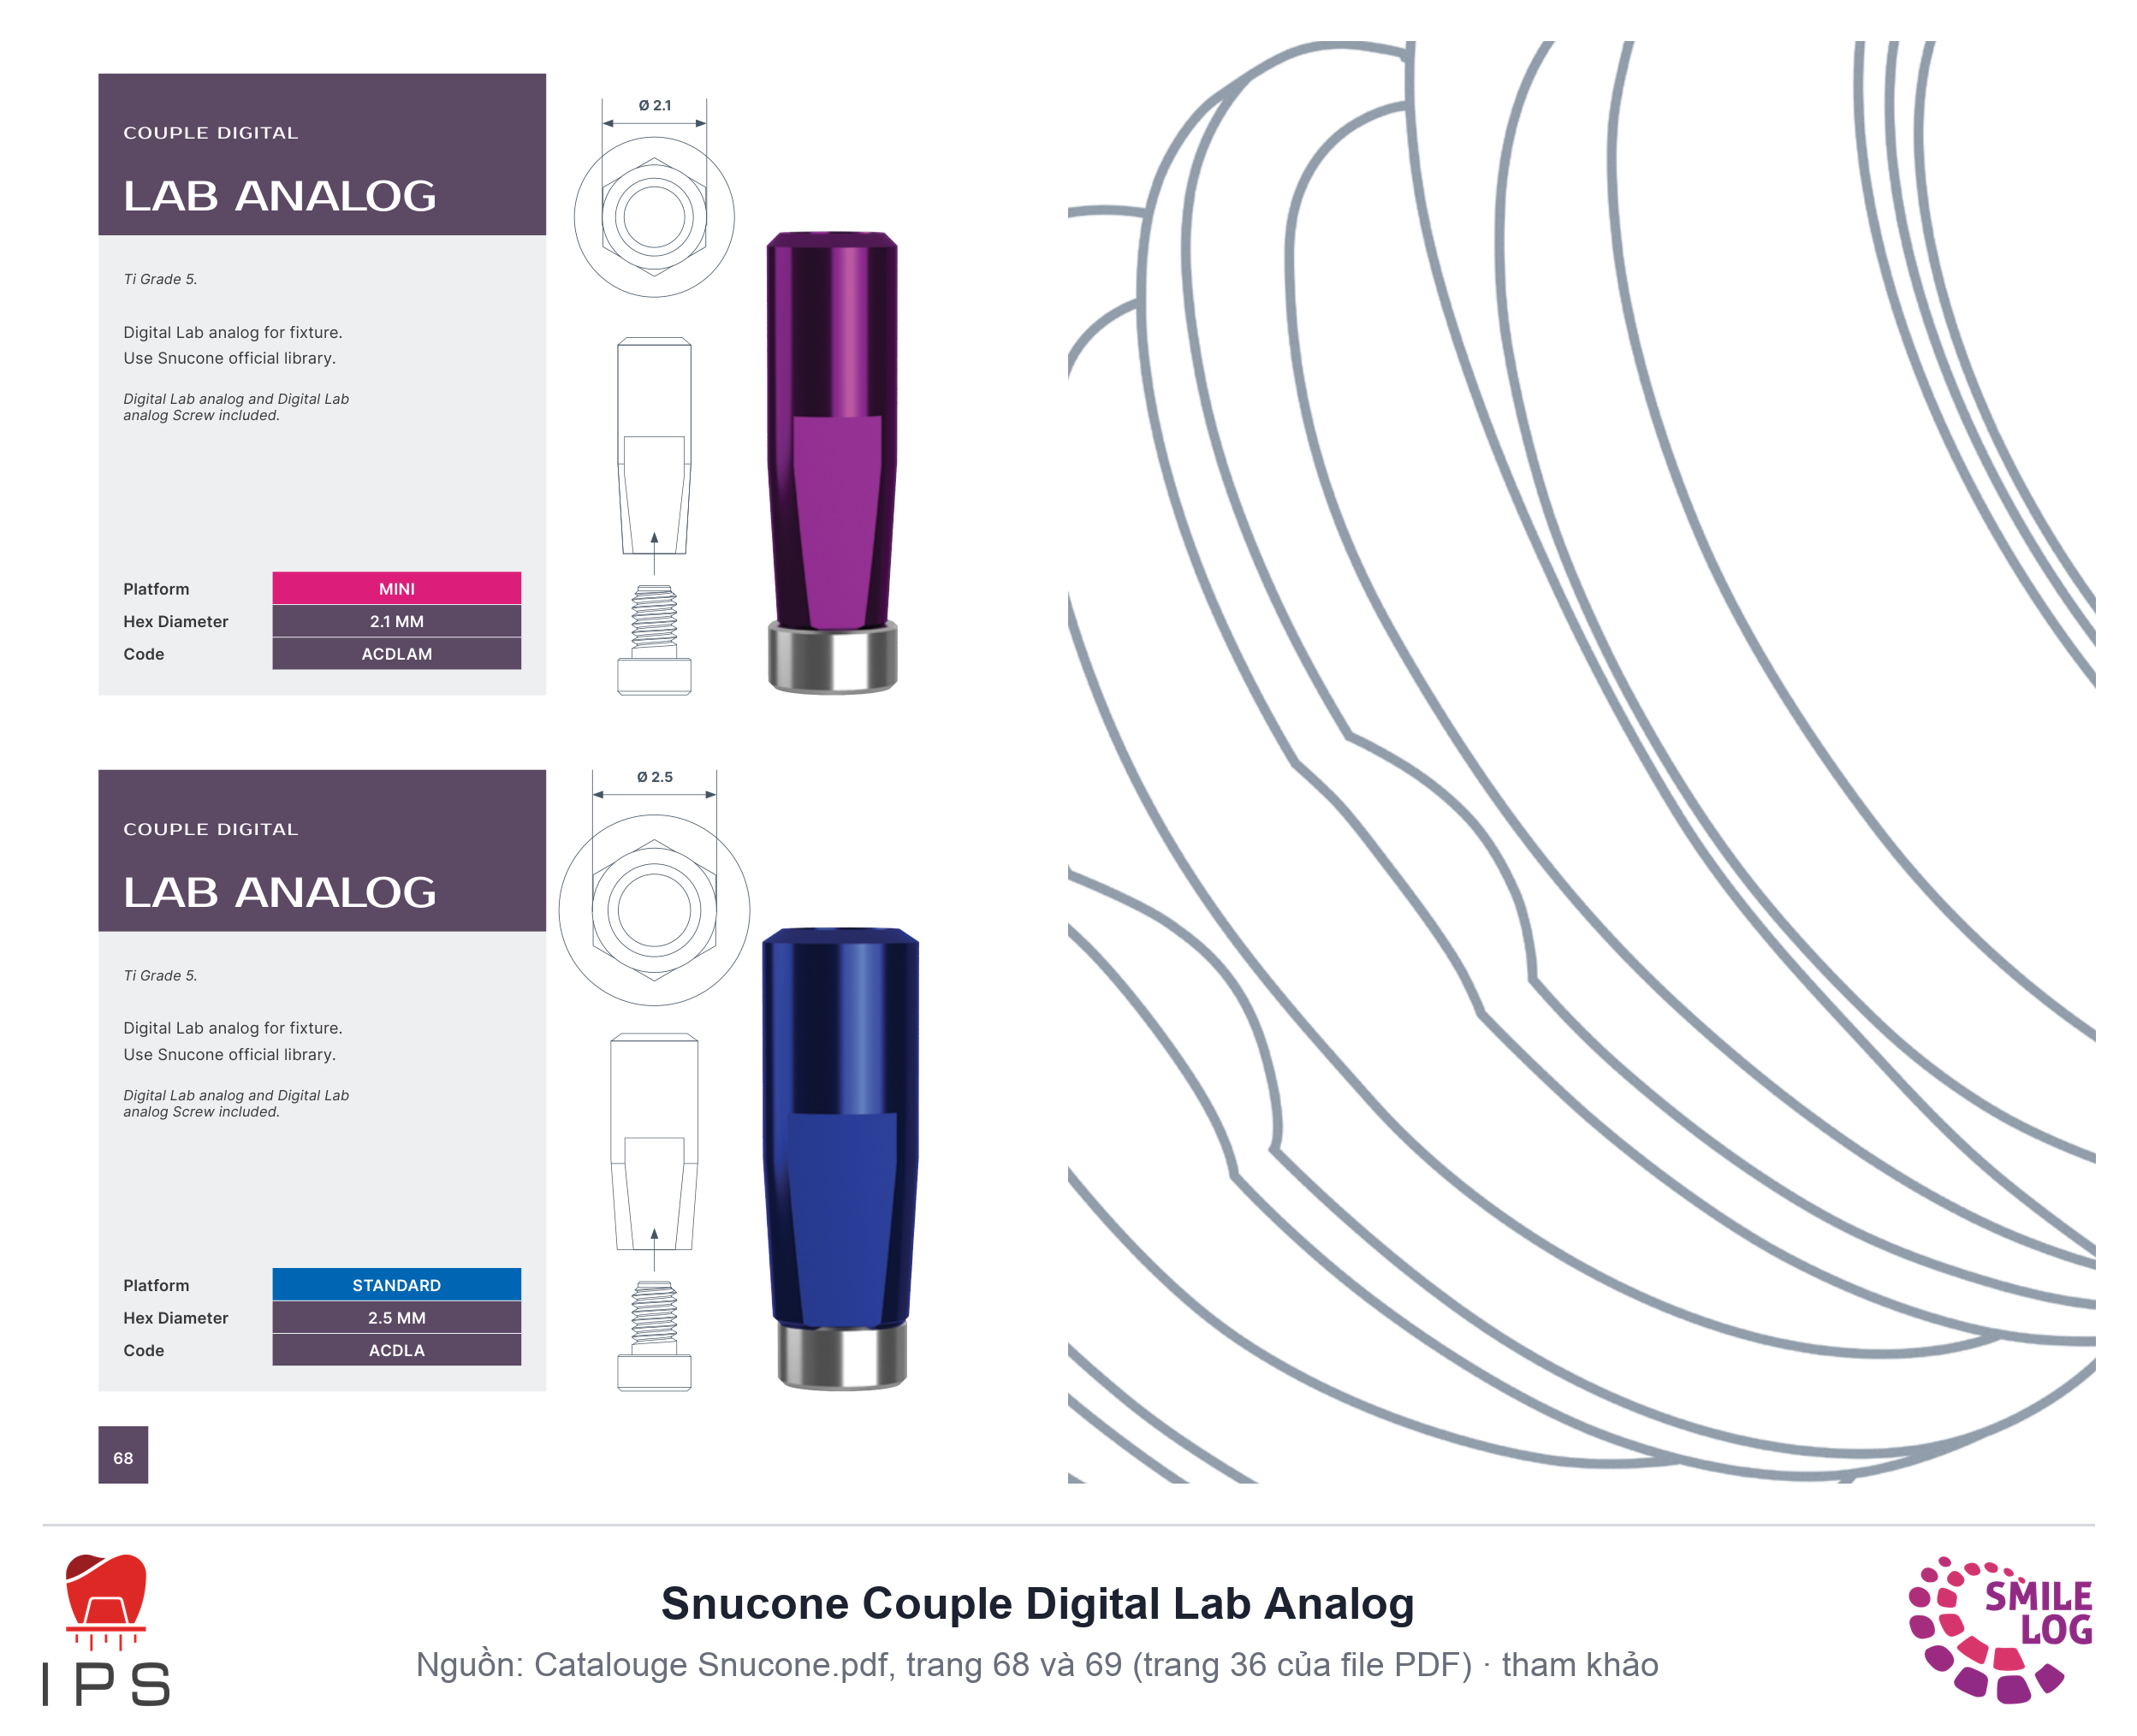 COUPLE DIGITAL
LAB ANALOG
Ti Grade 5.
Digital Lab analog for fixture.
Use Snucone official library.
Digital Lab analog and Digital Lab
analog Screw included.
Platform MINI
Hex Diameter 2.1 MM
Code ACDLAM
Ø 2.1
COUPLE DIGITAL
LAB ANALOG
Ti Grade 5.
Digital Lab analog for fixture.
Use Snucone official library.
Digital Lab analog and Digital Lab
analog Screw included.
Platform STANDARD
Hex Diameter 2.5 MM
Code ACDLA
Ø 2.5
68
IPS
Snucone Couple Digital Lab Analog
Nguồn: Catalouge Snucone.pdf, trang 68 và 69 (trang 36 của file PDF) · tham khảo
SMILE
LOG